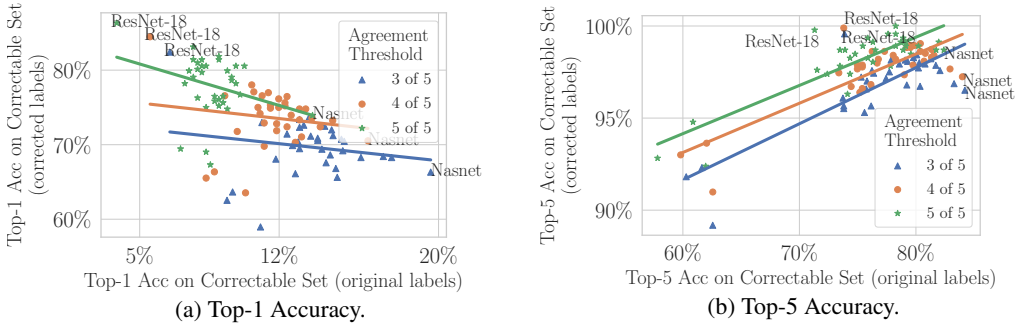 Top-1 Acc on Correctable Set
(corrected labels)
80%
70%
60%
5%
12%
20%
ResNet-18
ResNet-18
ResNet-18
Nasnet
Nasnet
Nasnet
Agreement
Threshold
3 of 5
4 of 5
5 of 5
Top-1 Acc on Correctable Set (original labels)
(a) Top-1 Accuracy.
Top-5 Acc on Correctable Set
(corrected labels)
100%
95%
90%
60%
70%
80%
ResNet-18
ResNet-18
ResNet-18
Nasnet
Nasnet
Nasnet
Agreement
Threshold
3 of 5
4 of 5
5 of 5
Top-5 Acc on Correctable Set (original labels)
(b) Top-5 Accuracy.